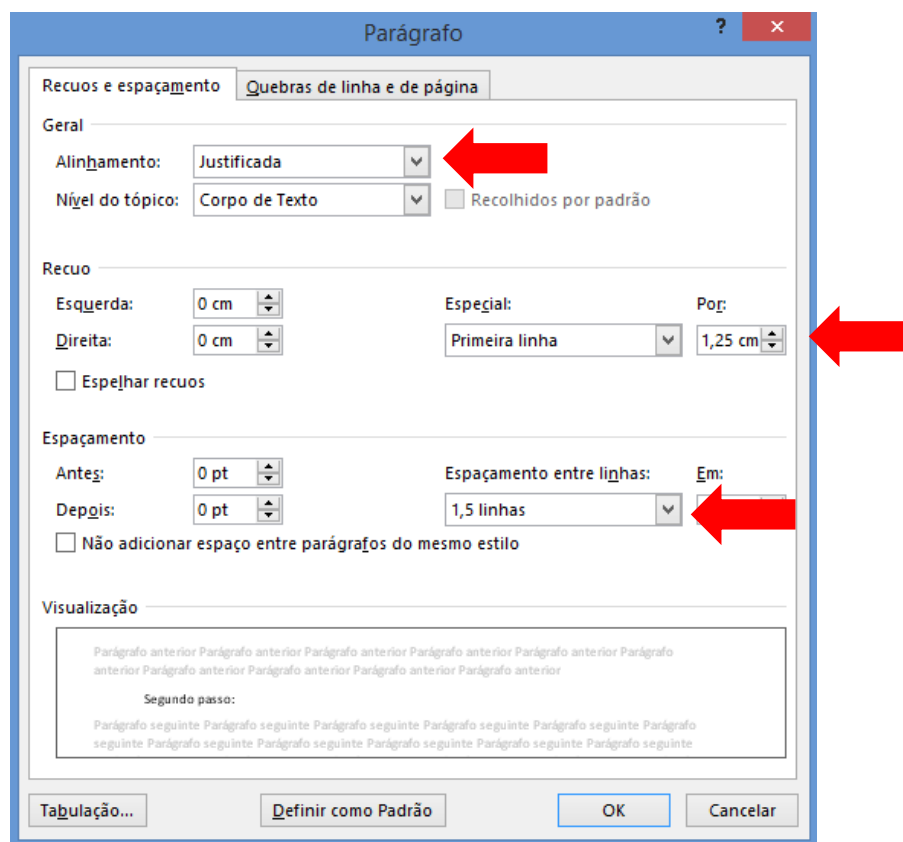 Parágrafo ?
Recuos e espaçamento Quebras de linha e de página
Geral
Alinhamento: Justificada
Nível do tópico: Corpo de Texto Recolhidos por padrão
Recuo
Esquerda: 0 cm Especial: Por:
Direita: 0 cm Primeira linha 1,25 cm
Espelhar recuos
Espaçamento
Antes: 0 pt Espaçamento entre linhas: Em:
Depois: 0 pt 1,5 linhas
Não adicionar espaço entre parágrafos do mesmo estilo
Visualização
Parágrafo anterior Parágrafo anterior Parágrafo anterior Parágrafo anterior Parágrafo anterior Parágrafo
anterior Parágrafo anterior Parágrafo anterior Parágrafo anterior Parágrafo anterior
Segundo passo:
Parágrafo seguinte Parágrafo seguinte Parágrafo seguinte Parágrafo seguinte Parágrafo seguinte Parágrafo
seguinte Parágrafo seguinte Parágrafo seguinte Parágrafo seguinte Parágrafo seguinte Parágrafo seguinte
Tabulação... Definir como Padrão OK Cancelar